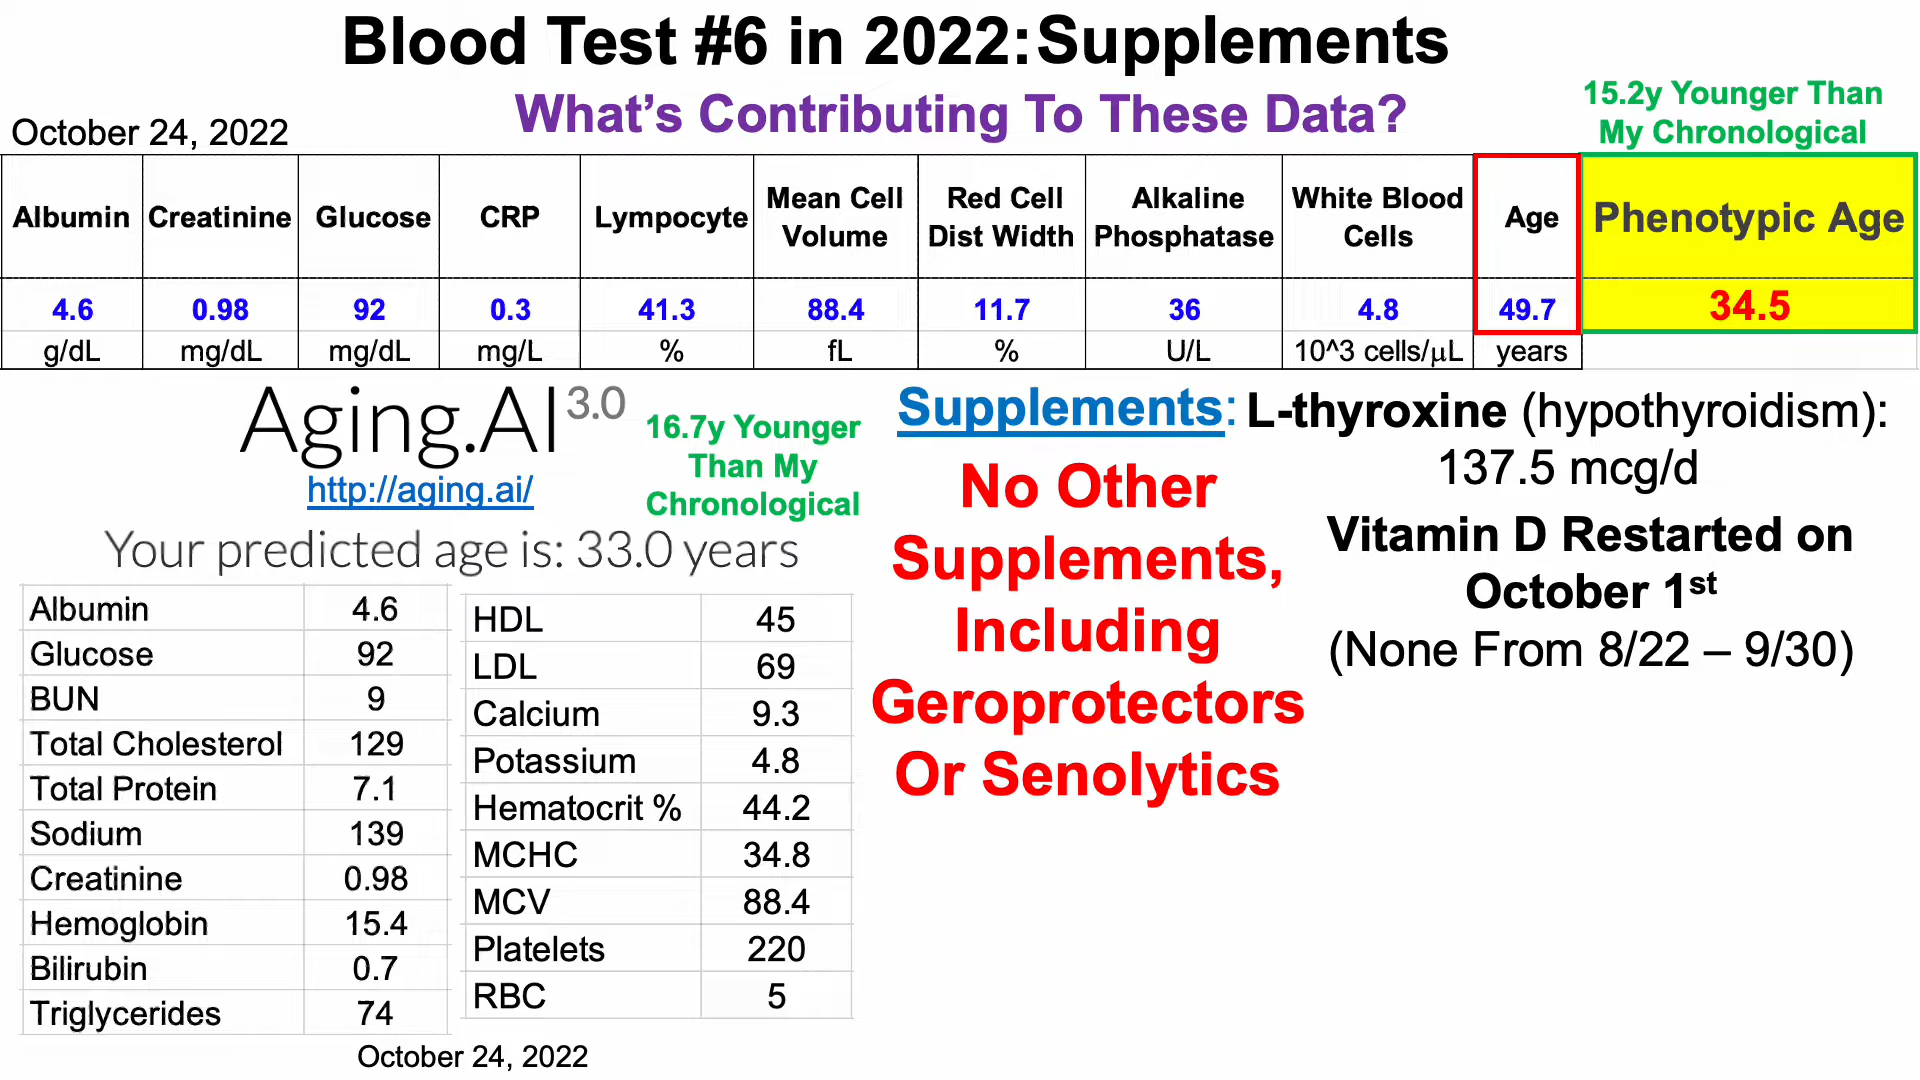 Blood Test #6 in 2022: Supplements
What's Contributing To These Data?
15.2y Younger Than
My Chronological
October 24, 2022
Albumin Creatinine Glucose CRP Lympocyte Mean Cell Volume Red Cell Dist Width Alkaline Phosphatase White Blood Cells Age Phenotypic Age
4.6 0.98 92 0.3 41.3 88.4 11.7 36 4.8 49.7 34.5
g/dL mg/dL mg/dL mg/L % fL % U/L 10^3 cells/µL years
Aging.AI 3.0
http://aging.ai/
16.7y Younger
Than My
Chronological
Your predicted age is: 33.0 years
Albumin 4.6
Glucose 92
BUN 9
Total Cholesterol 129
Total Protein 7.1
Sodium 139
Creatinine 0.98
Hemoglobin 15.4
Bilirubin 0.7
Triglycerides 74
HDL 45
LDL 69
Calcium 9.3
Potassium 4.8
Hematocrit % 44.2
MCHC 34.8
MCV 88.4
Platelets 220
RBC 5
October 24, 2022
Supplements: L-thyroxine (hypothyroidism):
137.5 mcg/d
Vitamin D Restarted on
October 1st
(None From 8/22 – 9/30)
No Other
Supplements,
Including
Geroprotectors
Or Senolytics